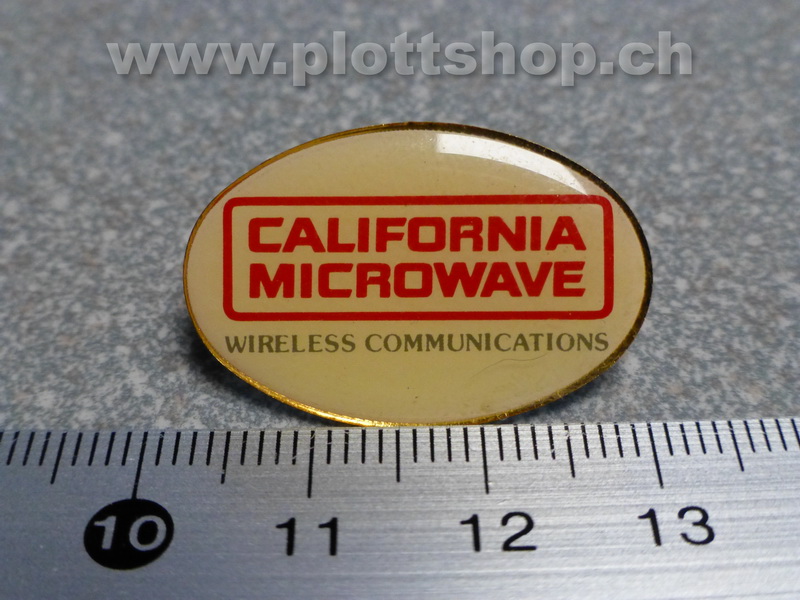 www.plottshop.ch
CALIFORNIA
MICROWAVE
WIRELESS COMMUNICATIONS
10 11 12 13